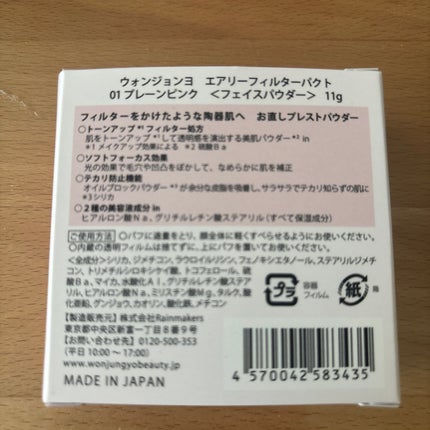 ウォンジョンヨ　エアリーフィルターパクト
01 プレーンピンク　＜フェイスパウダー＞　11g
フィルターをかけたような陶器肌へ　お直しプレストパウダー
○トーンアップ*¹フィルター処方
肌をトーンアップ*¹して透明感を演出する美肌パウダー*² in
＊1 メイクアップ効果による　＊2 硫酸Ｂａ
○ソフトフォーカス効果
光の効果で毛穴や凹凸をぼかして、なめらかに肌を補正
○テカリ防止機能
オイルブロックパウダー*³が余分な皮脂を吸着し、サラサラでテカリ知らずの肌に
＊3 シリカ
○２種の美容液成分 in
ヒアルロン酸Ｎａ、グリチルレチン酸ステアリル（すべて保湿成分）
ご使用方法 ○パフに適量をとり、顔全体に軽くすべらせるようにお使いください。
○内蔵の透明フィルムは捨てずに、上にパフを置いてお使いください。
＜全成分＞シリカ、ジメチコン、ラウロイルリシン、フェノキシエタノール、ステアリルジメチ
コン、トリメチルシロキシケイ酸、トコフェロール、硫酸
Ｂａ、マイカ、水酸化Ａｌ、グリチルレチン酸ステア
リル、ヒアルロン酸Ｎａ、ミリスチン酸Ｍｇ、タルク、酸
化亜鉛、グンジョウ、カオリン、酸化鉄、メチコン
プラ
容器
フィルム
紙
箱
【製造販売元】株式会社Rainmakers
東京都中央区新富一丁目８番９号
【お問い合わせ先】0120-500-353
（平日 10:00 ～ 17:00）
www.wonjungyobeauty.jp
MADE IN JAPAN
4 570042 583435